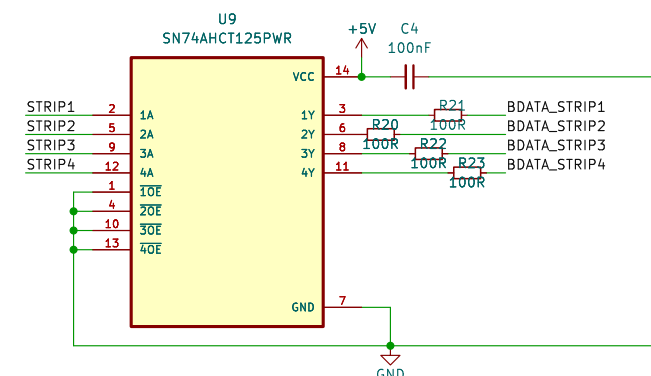 U9
SN74AHCT125PWR
+5V
C4
100nF
VCC 14
STRIP1 2 1A 1Y 3 R21 100R BDATA_STRIP1
STRIP2 5 2A 2Y 6 R20 100R BDATA_STRIP2
STRIP3 9 3A 3Y 8 R22 100R BDATA_STRIP3
STRIP4 12 4A 4Y 11 R23 100R BDATA_STRIP4
1 1OE
4 2OE
10 3OE
13 4OE
GND 7
GND